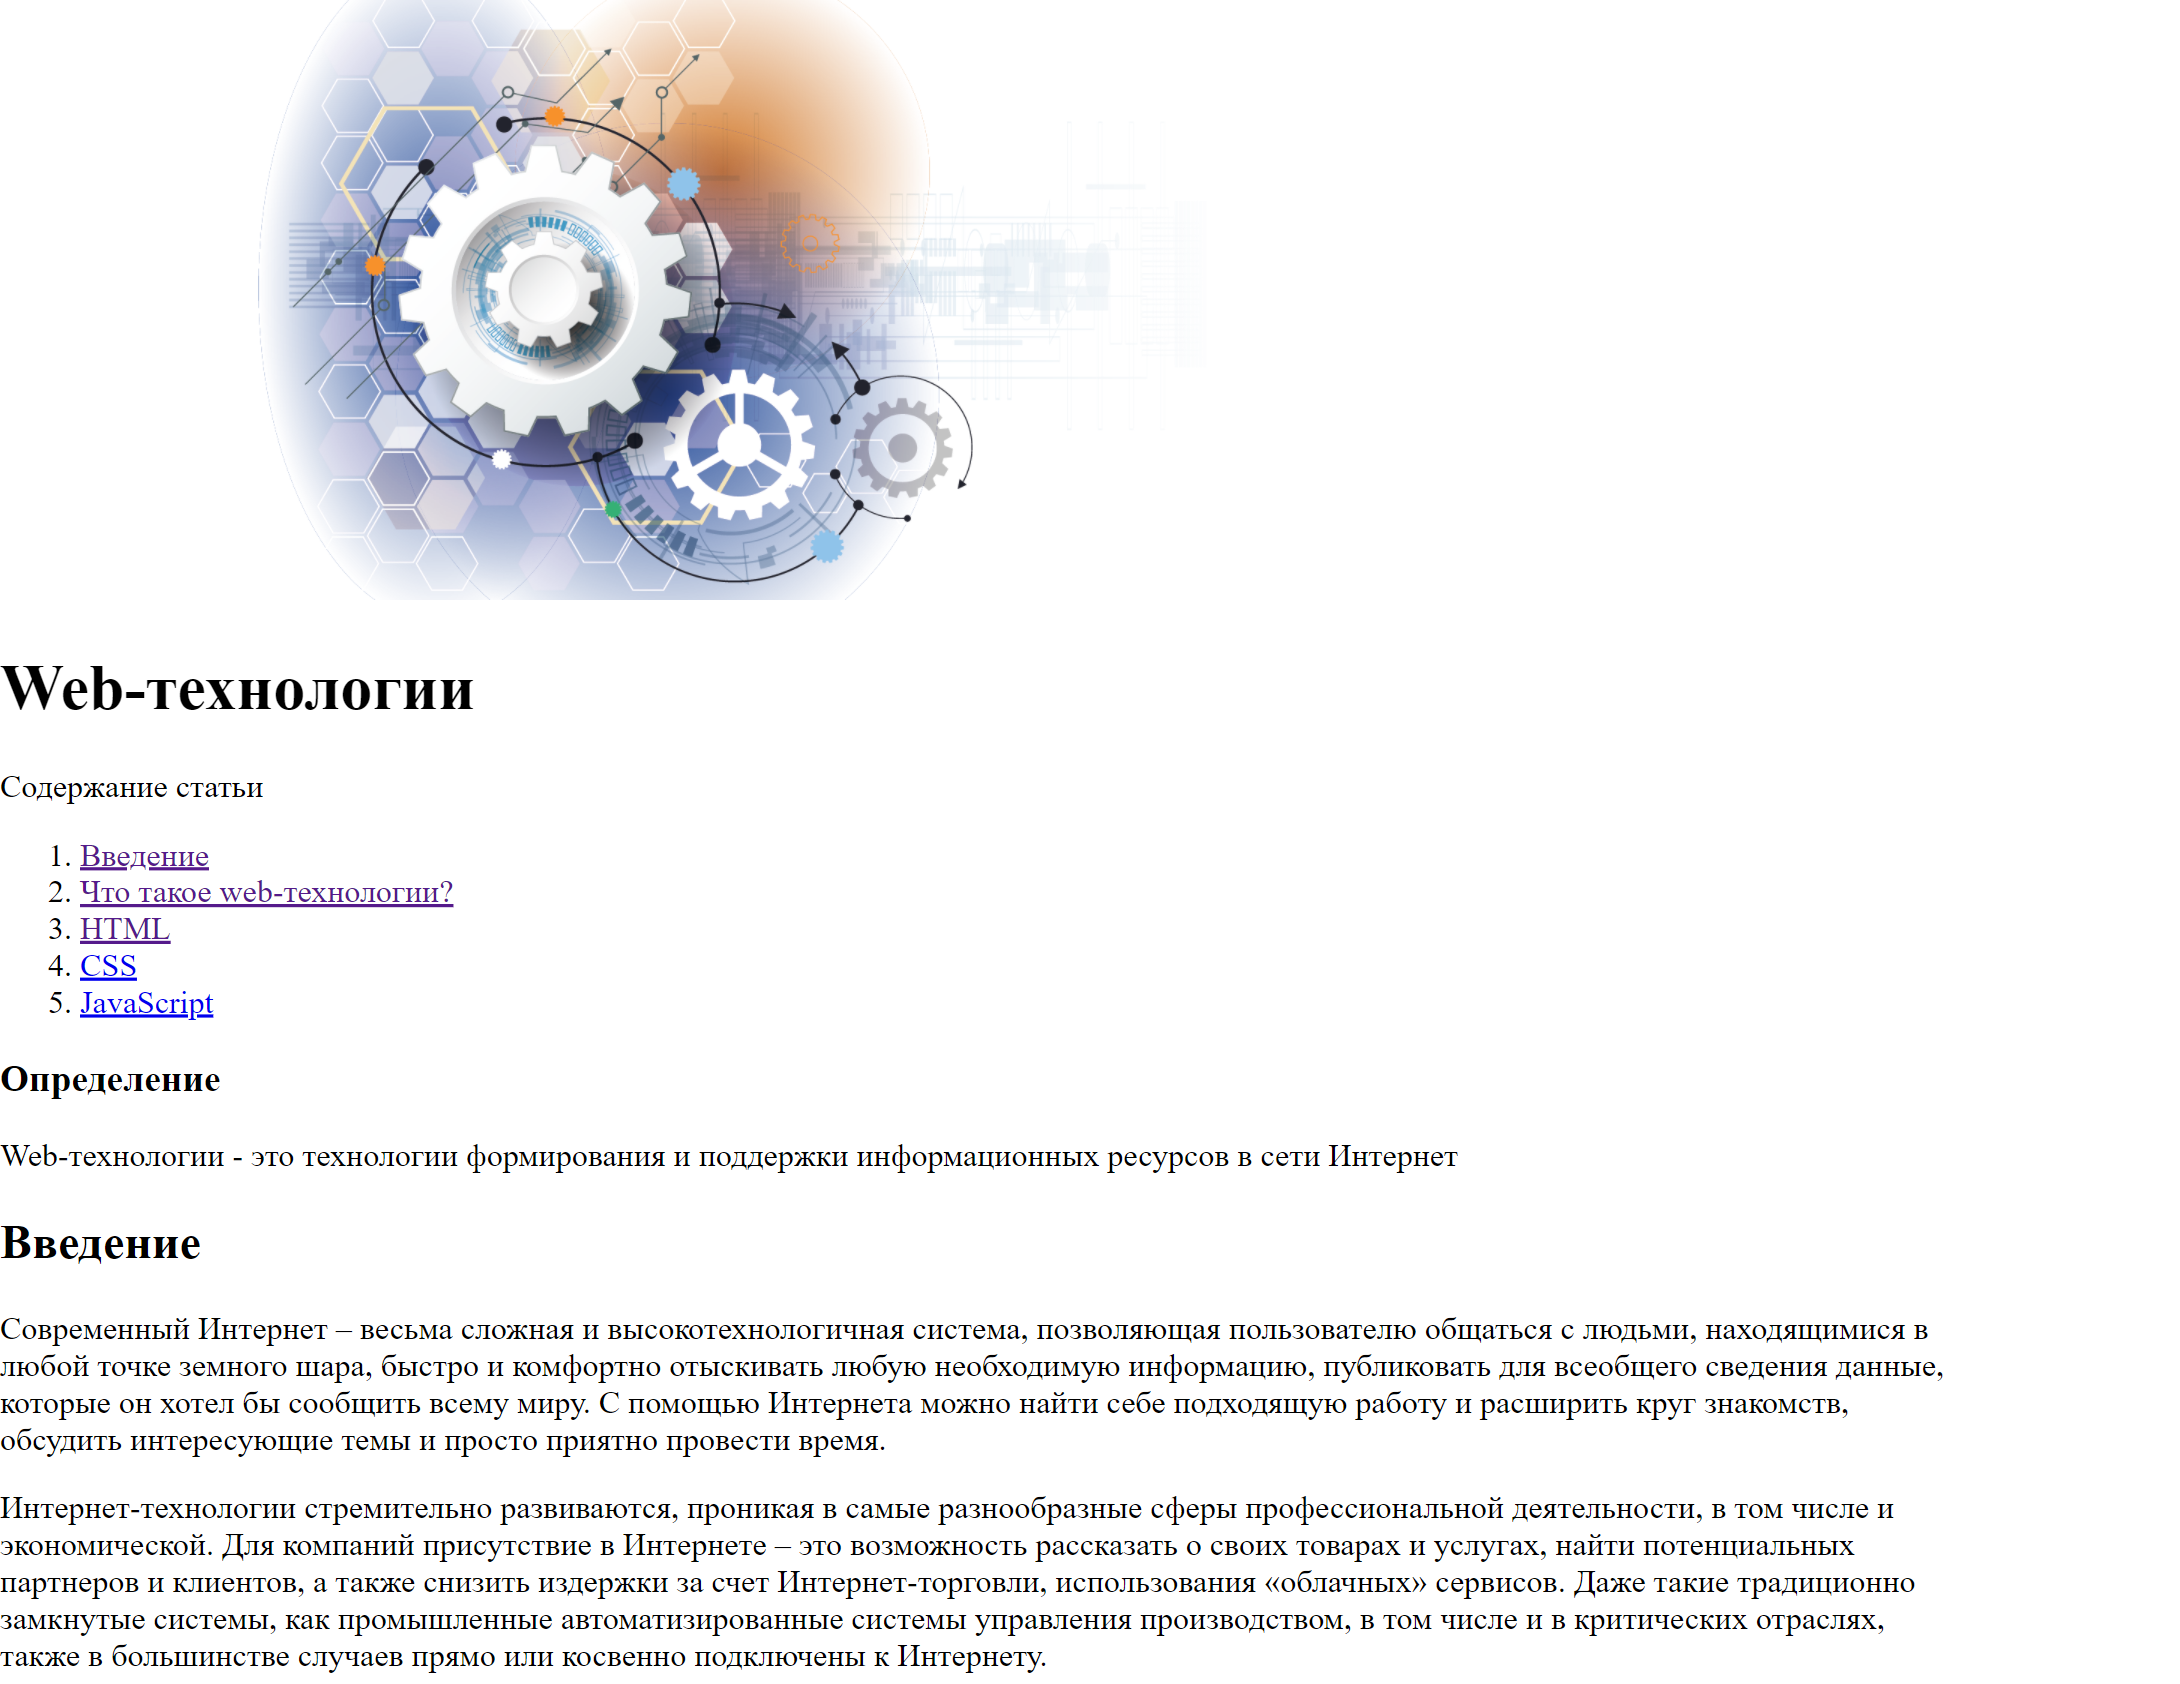 Web-технологии
Содержание статьи
1. Введение
2. Что такое web-технологии?
3. HTML
4. CSS
5. JavaScript
Определение
Web-технологии - это технологии формирования и поддержки информационных ресурсов в сети Интернет
Введение
Современный Интернет – весьма сложная и высокотехнологичная система, позволяющая пользователю общаться с людьми, находящимися в
любой точке земного шара, быстро и комфортно отыскивать любую необходимую информацию, публиковать для всеобщего сведения данные,
которые он хотел бы сообщить всему миру. С помощью Интернета можно найти себе подходящую работу и расширить круг знакомств,
обсудить интересующие темы и просто приятно провести время.
Интернет-технологии стремительно развиваются, проникая в самые разнообразные сферы профессиональной деятельности, в том числе и
экономической. Для компаний присутствие в Интернете – это возможность рассказать о своих товарах и услугах, найти потенциальных
партнеров и клиентов, а также снизить издержки за счет Интернет-торговли, использования «облачных» сервисов. Даже такие традиционно
замкнутые системы, как промышленные автоматизированные системы управления производством, в том числе и в критических отраслях,
также в большинстве случаев прямо или косвенно подключены к Интернету.